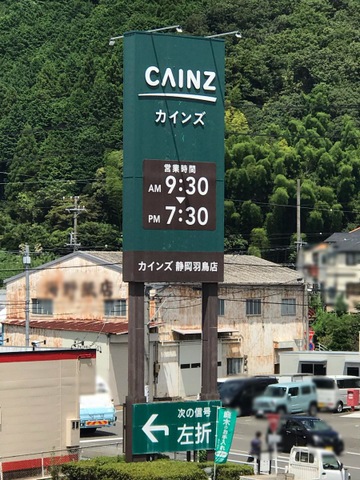 CAINZ
カインズ
営業時間
AM 9:30
PM 7:30
カインズ 静岡羽鳥店
次の信号
左折